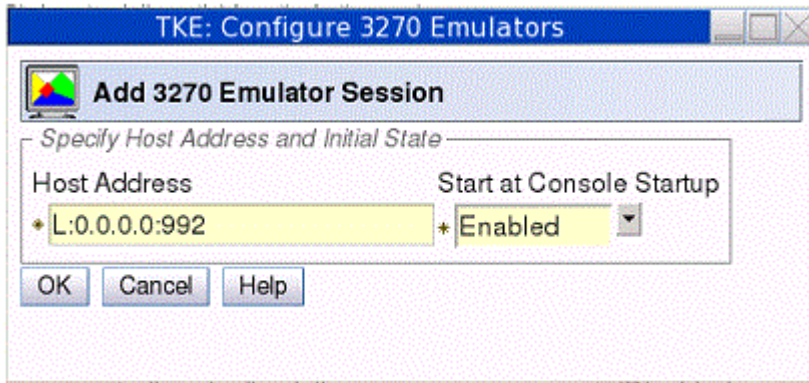 TKE: Configure 3270 Emulators
Add 3270 Emulator Session
Specify Host Address and Initial State
Host Address Start at Console Startup
L:0.0.0.0:992 Enabled
OK Cancel Help